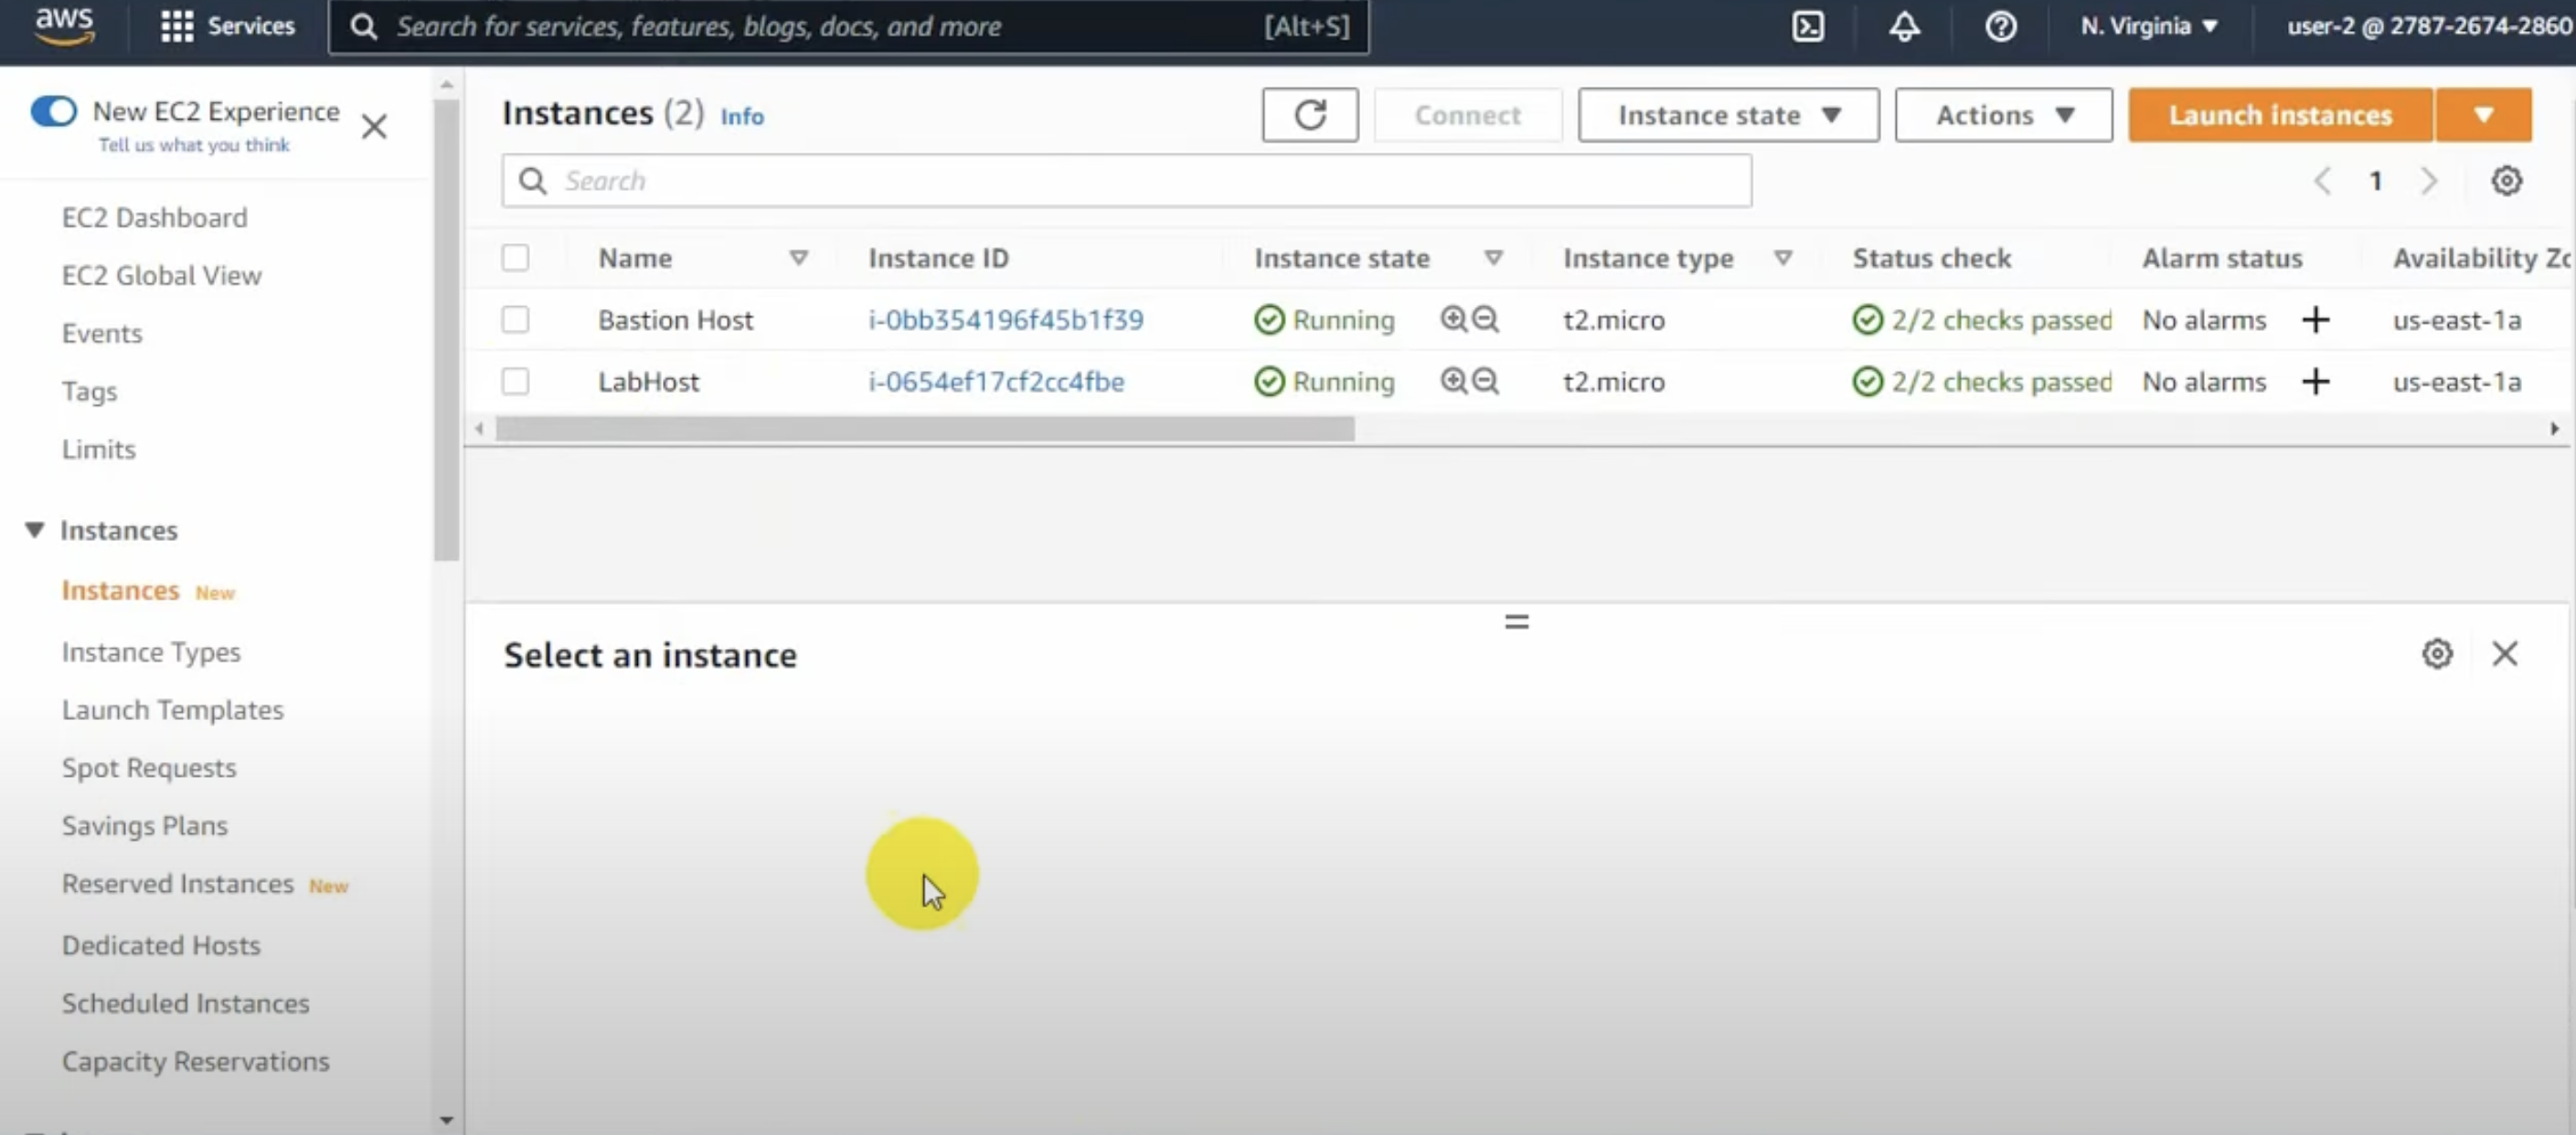 aws
Services
Search for services, features, blogs, docs, and more
[Alt+S]
N. Virginia
user-2 @ 2787-2674-2860
New EC2 Experience
Tell us what you think
EC2 Dashboard
EC2 Global View
Events
Tags
Limits
Instances
Instances New
Instance Types
Launch Templates
Spot Requests
Savings Plans
Reserved Instances New
Dedicated Hosts
Scheduled Instances
Capacity Reservations
Instances (2) Info
Connect
Instance state
Actions
Launch instances
Search
1
Name Instance ID Instance state Instance type Status check Alarm status Availability Zo
Bastion Host i-0bb354196f45b1f39 Running t2.micro 2/2 checks passed No alarms + us-east-1a
LabHost i-0654ef17cf2cc4fbe Running t2.micro 2/2 checks passed No alarms + us-east-1a
Select an instance